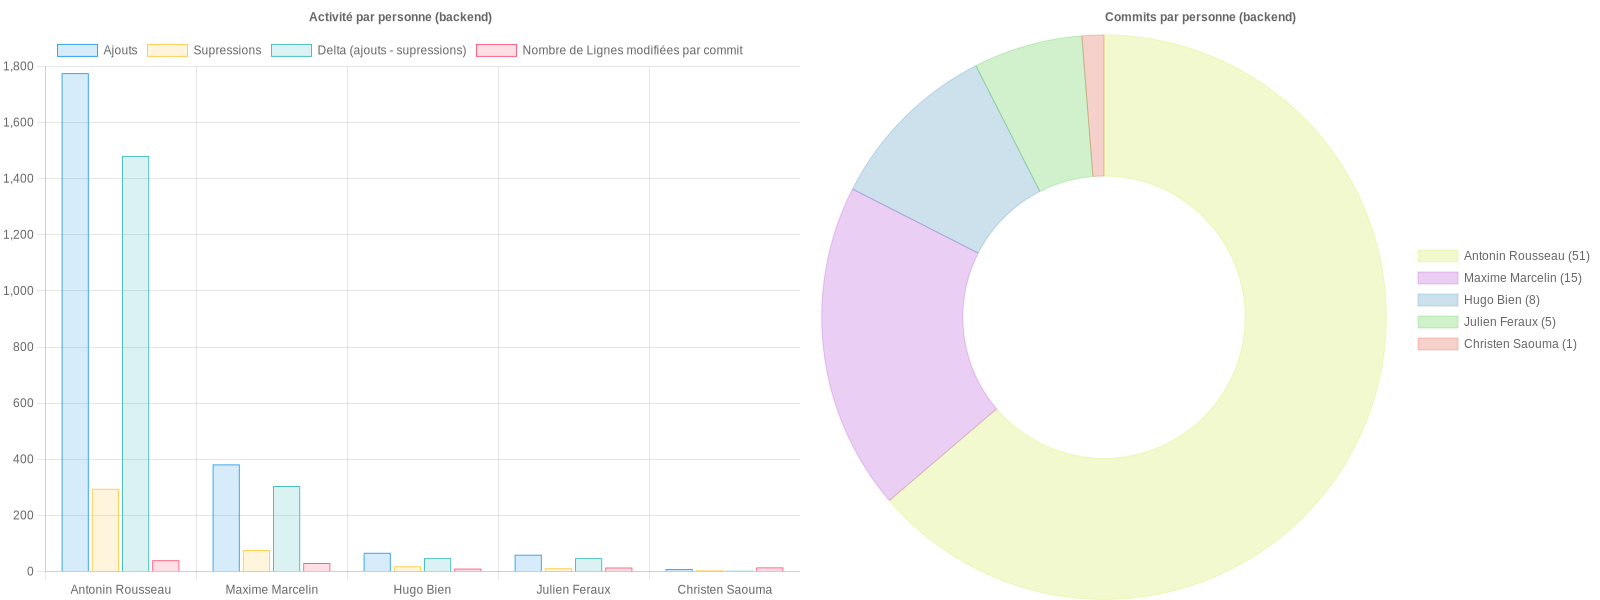 Activité par personne (backend)
Ajouts
Supressions
Delta (ajouts - supressions)
Nombre de Lignes modifiées par commit
1,800
1,600
1,400
1,200
1,000
800
600
400
200
0
Antonin Rousseau
Maxime Marcelin
Hugo Bien
Julien Feraux
Christen Saouma
Commits par personne (backend)
Antonin Rousseau (51)
Maxime Marcelin (15)
Hugo Bien (8)
Julien Feraux (5)
Christen Saouma (1)